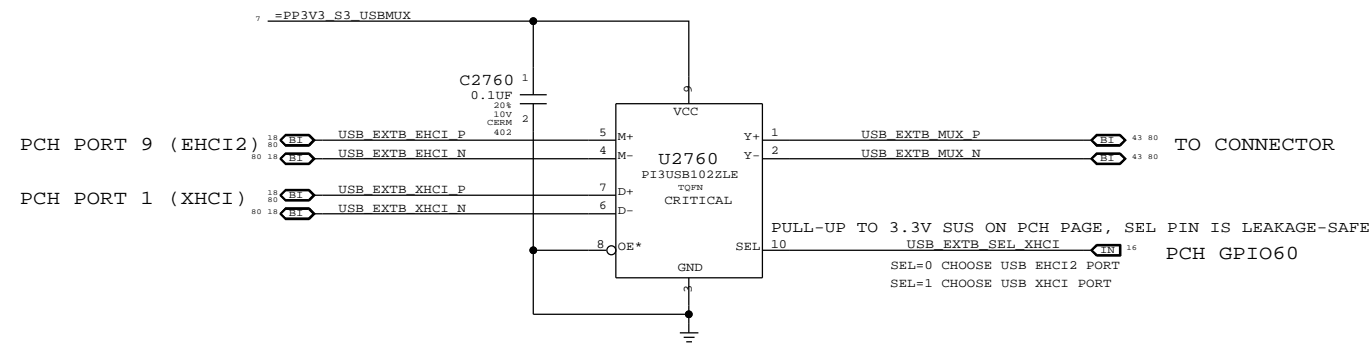 7 =PP3V3_S3_USBMUX
C2760 1
0.1UF
20%
10V
CERM 2
402
9
VCC
PCH PORT 9 (EHCI2) 18 80 BI USB_EXTB_EHCI_P 5 M+
80 18 BI USB_EXTB_EHCI_N 4 M-
PCH PORT 1 (XHCI) 18 80 BI USB_EXTB_XHCI_P 7 D+
80 18 BI USB_EXTB_XHCI_N 6 D-
8 OE*
U2760
PI3USB102ZLE
TQFN
CRITICAL
Y+ 1 USB_EXTB_MUX_P BI 43 80
Y- 2 USB_EXTB_MUX_N BI 43 80
TO CONNECTOR
PULL-UP TO 3.3V SUS ON PCH PAGE, SEL PIN IS LEAKAGE-SAFE
SEL 10 USB_EXTB_SEL_XHCI IN 16 PCH GPIO60
SEL=0 CHOOSE USB EHCI2 PORT
SEL=1 CHOOSE USB XHCI PORT
GND
3